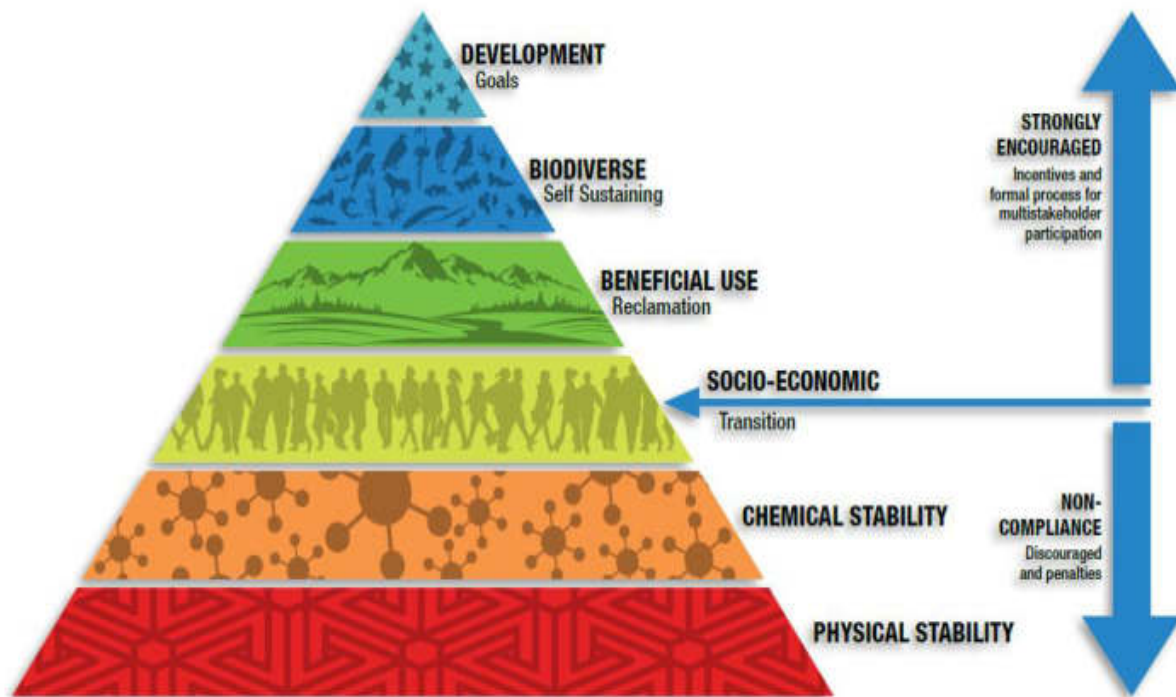 DEVELOPMENT
Goals
BIODIVERSE
Self Sustaining
BENEFICIAL USE
Reclamation
SOCIO-ECONOMIC
Transition
CHEMICAL STABILITY
PHYSICAL STABILITY
STRONGLY
ENCOURAGED
Incentives and
formal process for
multistakeholder
participation
NON-
COMPLIANCE
Discouraged
and penalties